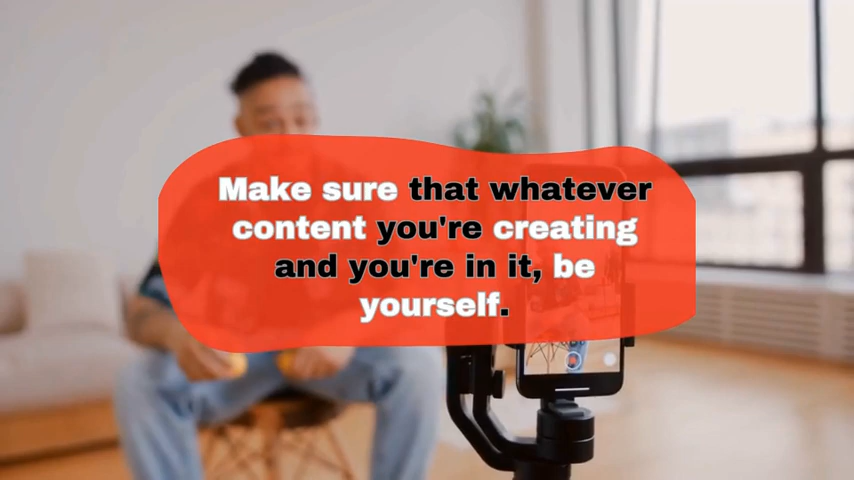 Make sure that whatever
content you're creating
and you're in it, be
yourself.